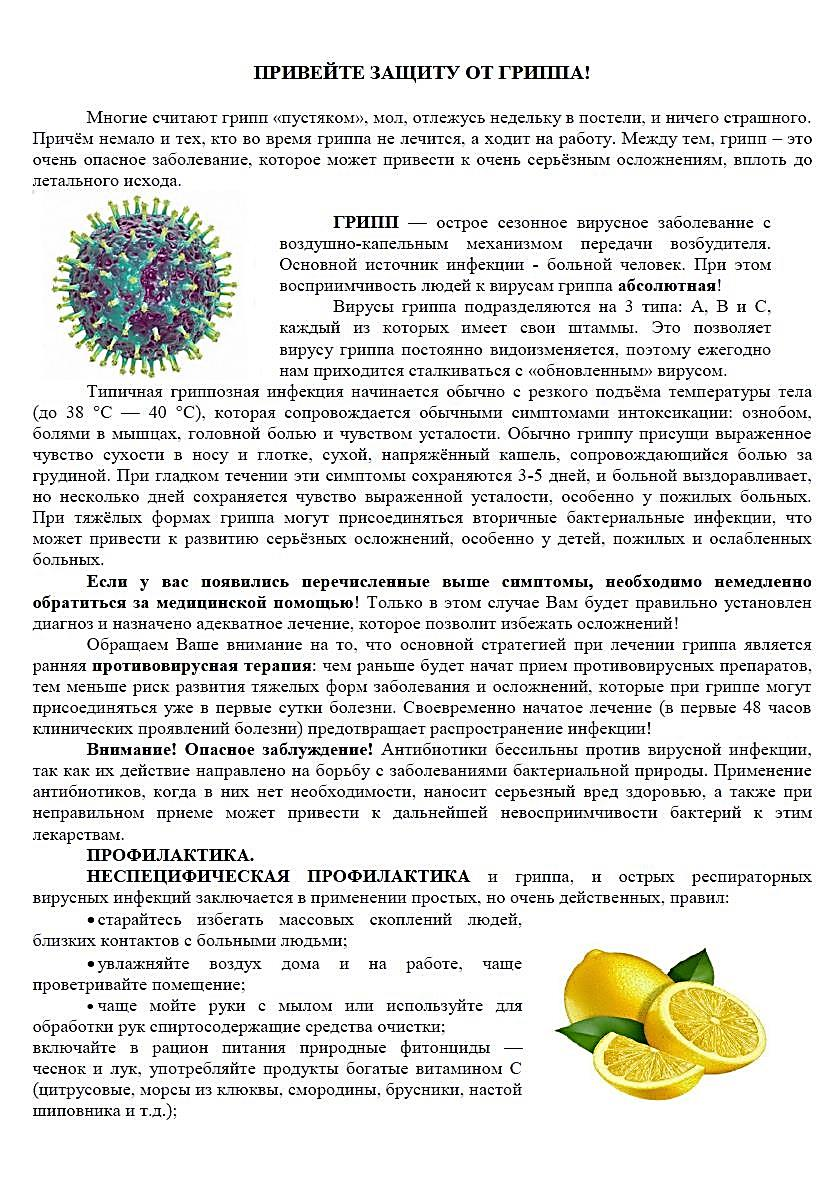 ПРИВЕЙТЕ ЗАЩИТУ ОТ ГРИППА!
Многие считают грипп «пустяком», мол, отлежусь недельку в постели, и ничего страшного.
Причём немало и тех, кто во время гриппа не лечится, а ходит на работу. Между тем, грипп – это
очень опасное заболевание, которое может привести к очень серьёзным осложнениям, вплоть до
летального исхода.
ГРИПП — острое сезонное вирусное заболевание с
воздушно-капельным механизмом передачи возбудителя.
Основной источник инфекции - больной человек. При этом
восприимчивость людей к вирусам гриппа абсолютная!
Вирусы гриппа подразделяются на 3 типа: А, В и С,
каждый из которых имеет свои штаммы. Это позволяет
вирусу гриппа постоянно видоизменяется, поэтому ежегодно
нам приходится сталкиваться с «обновленным» вирусом.
Типичная гриппозная инфекция начинается обычно с резкого подъёма температуры тела
(до 38 °C — 40 °C), которая сопровождается обычными симптомами интоксикации: ознобом,
болями в мышцах, головной болью и чувством усталости. Обычно гриппу присущи выраженное
чувство сухости в носу и глотке, сухой, напряжённый кашель, сопровождающийся болью за
грудиной. При гладком течении эти симптомы сохраняются 3-5 дней, и больной выздоравливает,
но несколько дней сохраняется чувство выраженной усталости, особенно у пожилых больных.
При тяжёлых формах гриппа могут присоединяться вторичные бактериальные инфекции, что
может привести к развитию серьёзных осложнений, особенно у детей, пожилых и ослабленных
больных.
Если у вас появились перечисленные выше симптомы, необходимо немедленно
обратиться за медицинской помощью! Только в этом случае Вам будет правильно установлен
диагноз и назначено адекватное лечение, которое позволит избежать осложнений!
Обращаем Ваше внимание на то, что основной стратегией при лечении гриппа является
ранняя противовирусная терапия: чем раньше будет начат прием противовирусных препаратов,
тем меньше риск развития тяжелых форм заболевания и осложнений, которые при гриппе могут
присоединяться уже в первые сутки болезни. Своевременно начатое лечение (в первые 48 часов
клинических проявлений болезни) предотвращает распространение инфекции!
Внимание! Опасное заблуждение! Антибиотики бессильны против вирусной инфекции,
так как их действие направлено на борьбу с заболеваниями бактериальной природы. Применение
антибиотиков, когда в них нет необходимости, наносит серьезный вред здоровью, а также при
неправильном приеме может привести к дальнейшей невосприимчивости бактерий к этим
лекарствам.
ПРОФИЛАКТИКА.
НЕСПЕЦИФИЧЕСКАЯ ПРОФИЛАКТИКА и гриппа, и острых респираторных
вирусных инфекций заключается в применении простых, но очень действенных, правил:
• старайтесь избегать массовых скоплений людей,
близких контактов с больными людьми;
• увлажняйте воздух дома и на работе, чаще
проветривайте помещение;
• чаще мойте руки с мылом или используйте для
обработки рук спиртосодержащие средства очистки;
включайте в рацион питания природные фитонциды —
чеснок и лук, употребляйте продукты богатые витамином С
(цитрусовые, морсы из клюквы, смородины, брусники, настой
шиповника и т.д.);